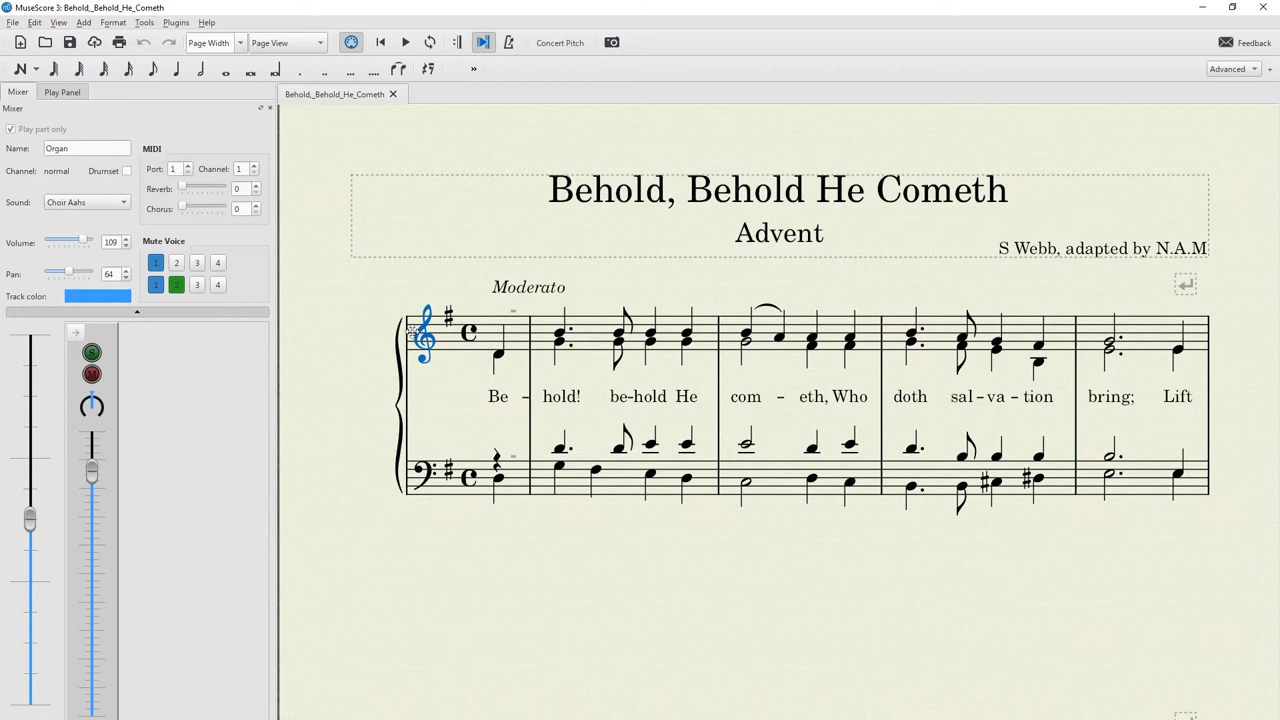 MuseScore 3: Behold,_Behold_He_Cometh
File Edit View Add Format Tools Plugins Help
Page Width Page View Concert Pitch Feedback
» Advanced
Mixer Play Panel Behold,_Behold_He_Cometh
Mixer
Play part only
Name: Organ MIDI
Channel: normal Drumset Port: 1 Channel: 1
Reverb: 0
Sound: Choir Aahs Chorus: 0
Volume: 109 Mute Voice
1 2 3 4
Pan: 64 1 2 3 4
Track color:
S
M
Behold, Behold He Cometh
Advent
S Webb, adapted by N.A.M
Moderato
Be - hold! be-hold He com - eth, Who doth sal-va-tion bring; Lift